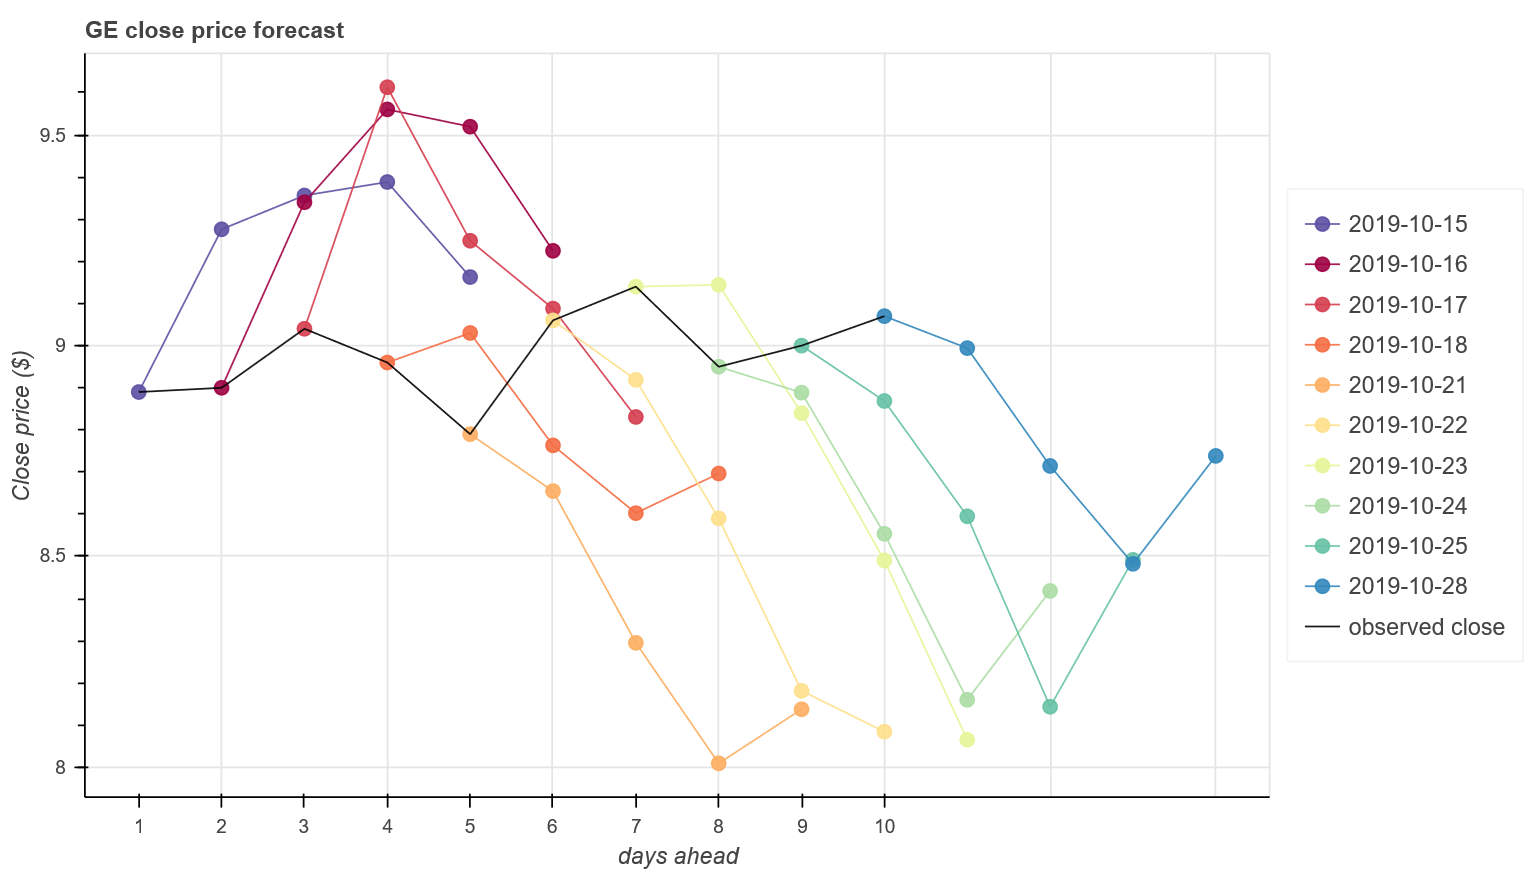 GE close price forecast
9.5
9
8.5
8
Close price ($)
1 2 3 4 5 6 7 8 9 10
days ahead
2019-10-15
2019-10-16
2019-10-17
2019-10-18
2019-10-21
2019-10-22
2019-10-23
2019-10-24
2019-10-25
2019-10-28
observed close